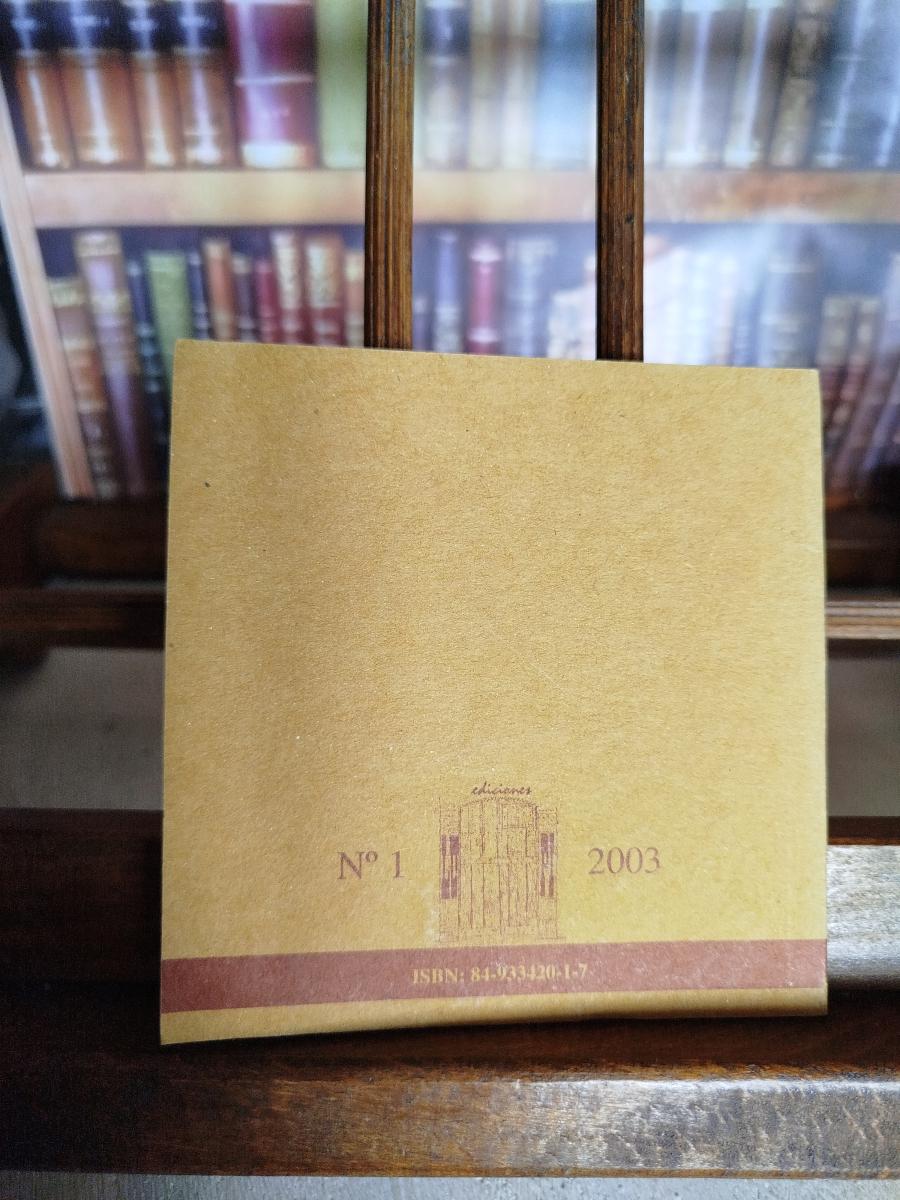 ediciones
Nº 1 2003
ISBN: 84-933420-1-7